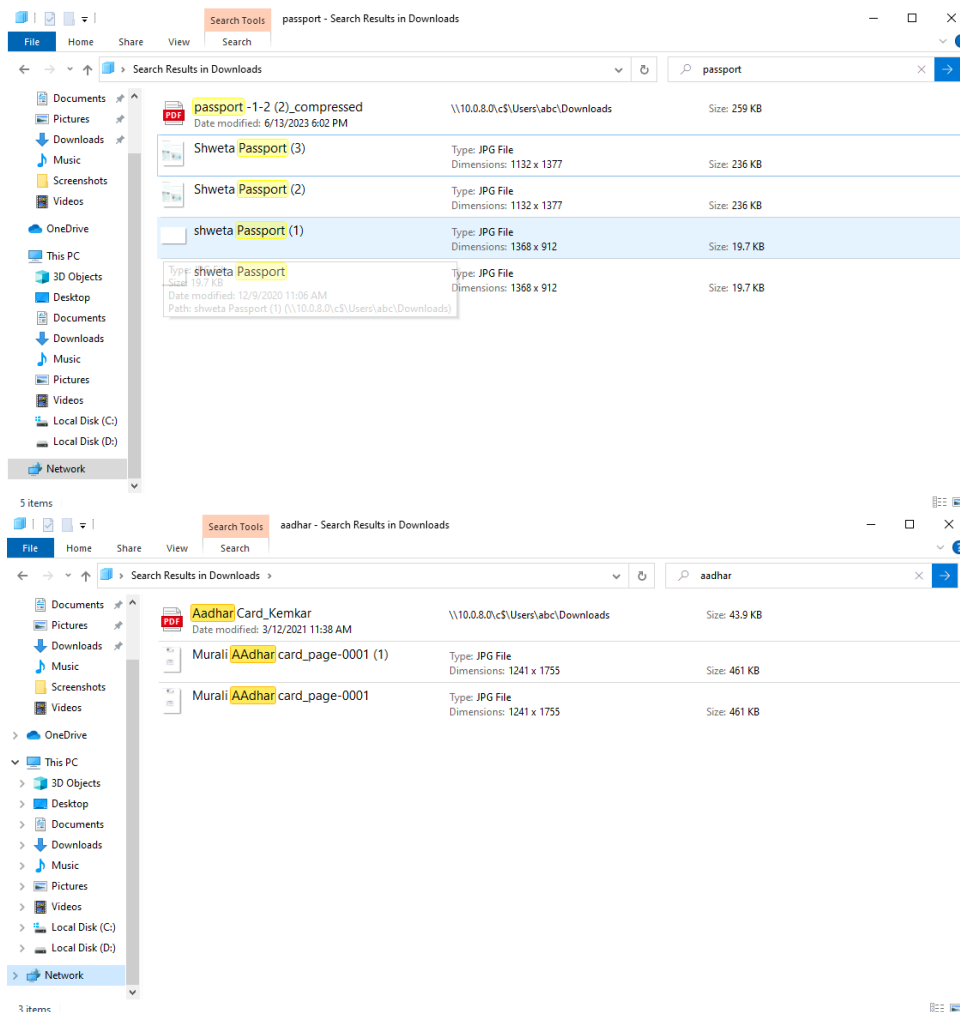 Search Tools passport - Search Results in Downloads
File Home Share View Search
Search Results in Downloads passport
Documents
Pictures
Downloads
Music
Screenshots
Videos
OneDrive
This PC
3D Objects
Desktop
Documents
Downloads
Music
Pictures
Videos
Local Disk (C:)
Local Disk (D:)
Network
PDF passport -1-2 (2)_compressed \\10.0.8.0\c$\Users\abc\Downloads Size: 259 KB
Date modified: 6/13/2023 6:02 PM
Shweta Passport (3) Type: JPG File
Dimensions: 1132 x 1377 Size: 236 KB
Shweta Passport (2) Type: JPG File
Dimensions: 1132 x 1377 Size: 236 KB
shweta Passport (1) Type: JPG File
Dimensions: 1368 x 912 Size: 19.7 KB
shweta Passport Type: JPG File
Dimensions: 1368 x 912 Size: 19.7 KB
Size: 19.7 KB
Date modified: 12/9/2020 11:06 AM
Path: shweta Passport (1) (\\10.0.8.0\c$\Users\abc\Downloads)
5 items
Search Tools aadhar - Search Results in Downloads
File Home Share View Search
Search Results in Downloads aadhar
Documents
Pictures
Downloads
Music
Screenshots
Videos
OneDrive
This PC
3D Objects
Desktop
Documents
Downloads
Music
Pictures
Videos
Local Disk (C:)
Local Disk (D:)
Network
PDF Aadhar Card_Kemkar \\10.0.8.0\c$\Users\abc\Downloads Size: 43.9 KB
Date modified: 3/12/2021 11:38 AM
Murali AAdhar card_page-0001 (1) Type: JPG File
Dimensions: 1241 x 1755 Size: 461 KB
Murali AAdhar card_page-0001 Type: JPG File
Dimensions: 1241 x 1755 Size: 461 KB
3 items